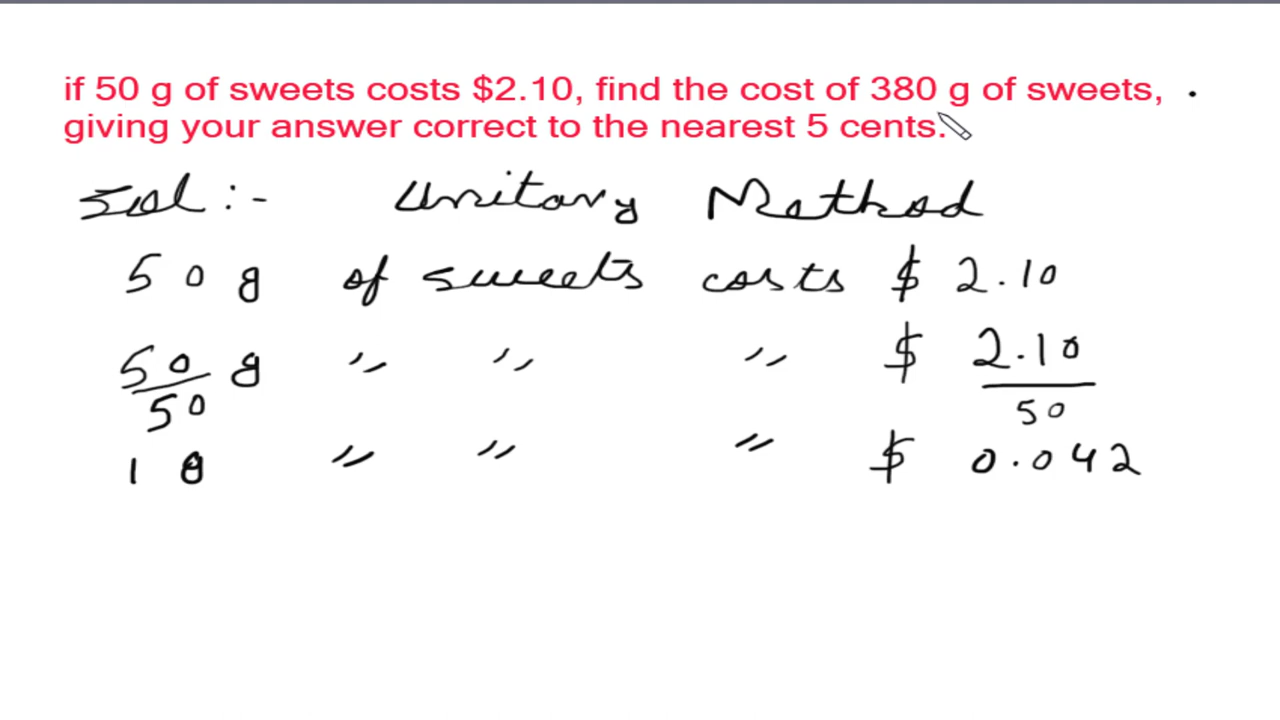 if 50 g of sweets costs $2.10, find the cost of 380 g of sweets,
giving your answer correct to the nearest 5 cents.
Sol :- Unitary Method
50 g of sweets costs $ 2.10
50/50 g " " " $ 2.10/50
1 g " " " $ 0.042